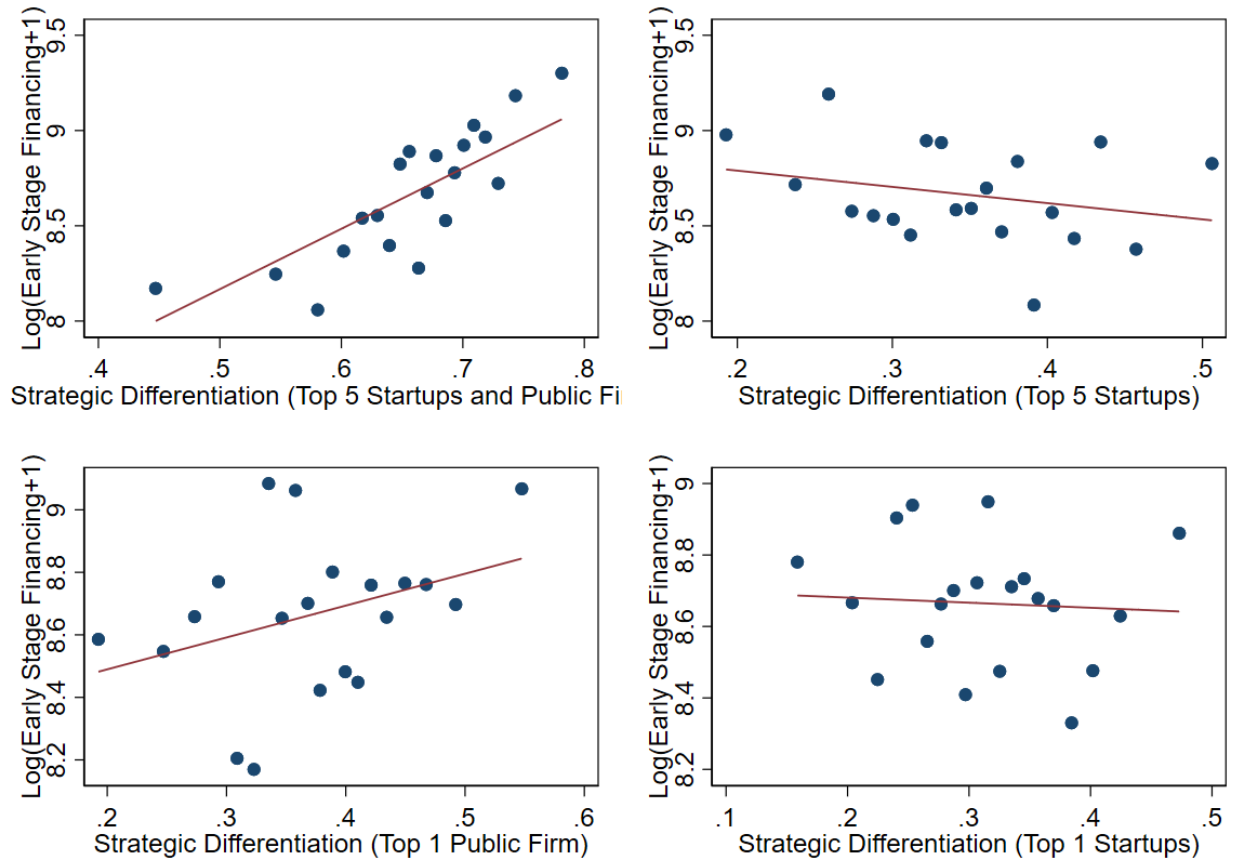 Log(Early Stage Financing+1)
9.5
9
8.5
8
.4 .5 .6 .7 .8
Strategic Differentiation (Top 5 Startups and Public
Log(Early Stage Financing+1)
9.5
9
8.5
8
.2 .3 .4 .5
Strategic Differentiation (Top 5 Startups)
Log(Early Stage Financing+1)
9
8.8
8.6
8.4
8.2
.2 .3 .4 .5 .6
Strategic Differentiation (Top 1 Public Firm)
Log(Early Stage Financing+1)
9
8.8
8.6
8.4
8.2
.1 .2 .3 .4 .5
Strategic Differentiation (Top 1 Startups)